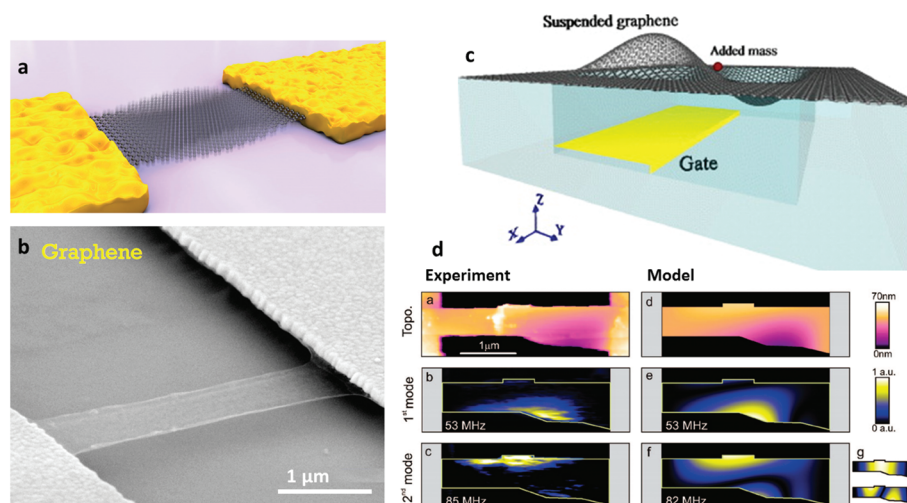 a
b
Graphene
1 μm
c
Suspended graphene
Added mass
Gate
Z
X
Y
d
Experiment
Model
Topo.
a
1μm
d
70nm
0nm
1st mode
b
53 MHz
e
53 MHz
1 a.u.
0 a.u.
2nd mode
c
85 MHz
f
82 MHz
g